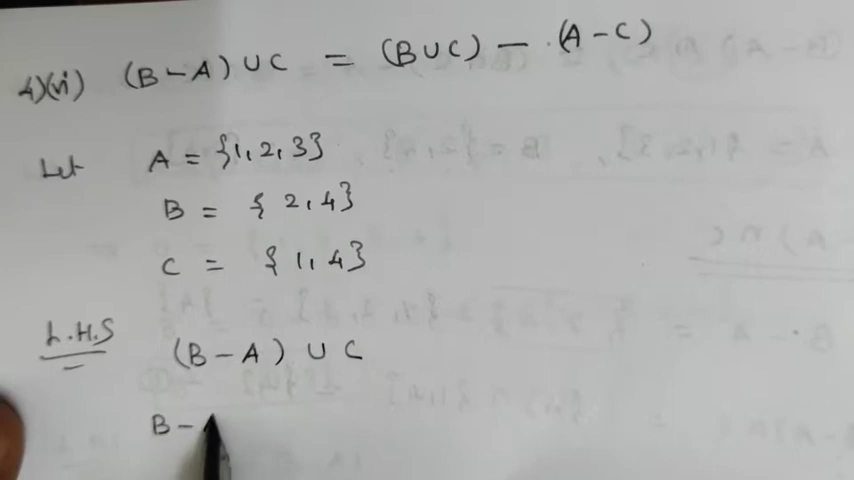 4)(vi) (B-A) ∪ C = (B∪C) - (A-C)
Let A = {1, 2, 3}
B = { 2, 4}
C = { 1, 4}
L.H.S (B-A) ∪ C
B -